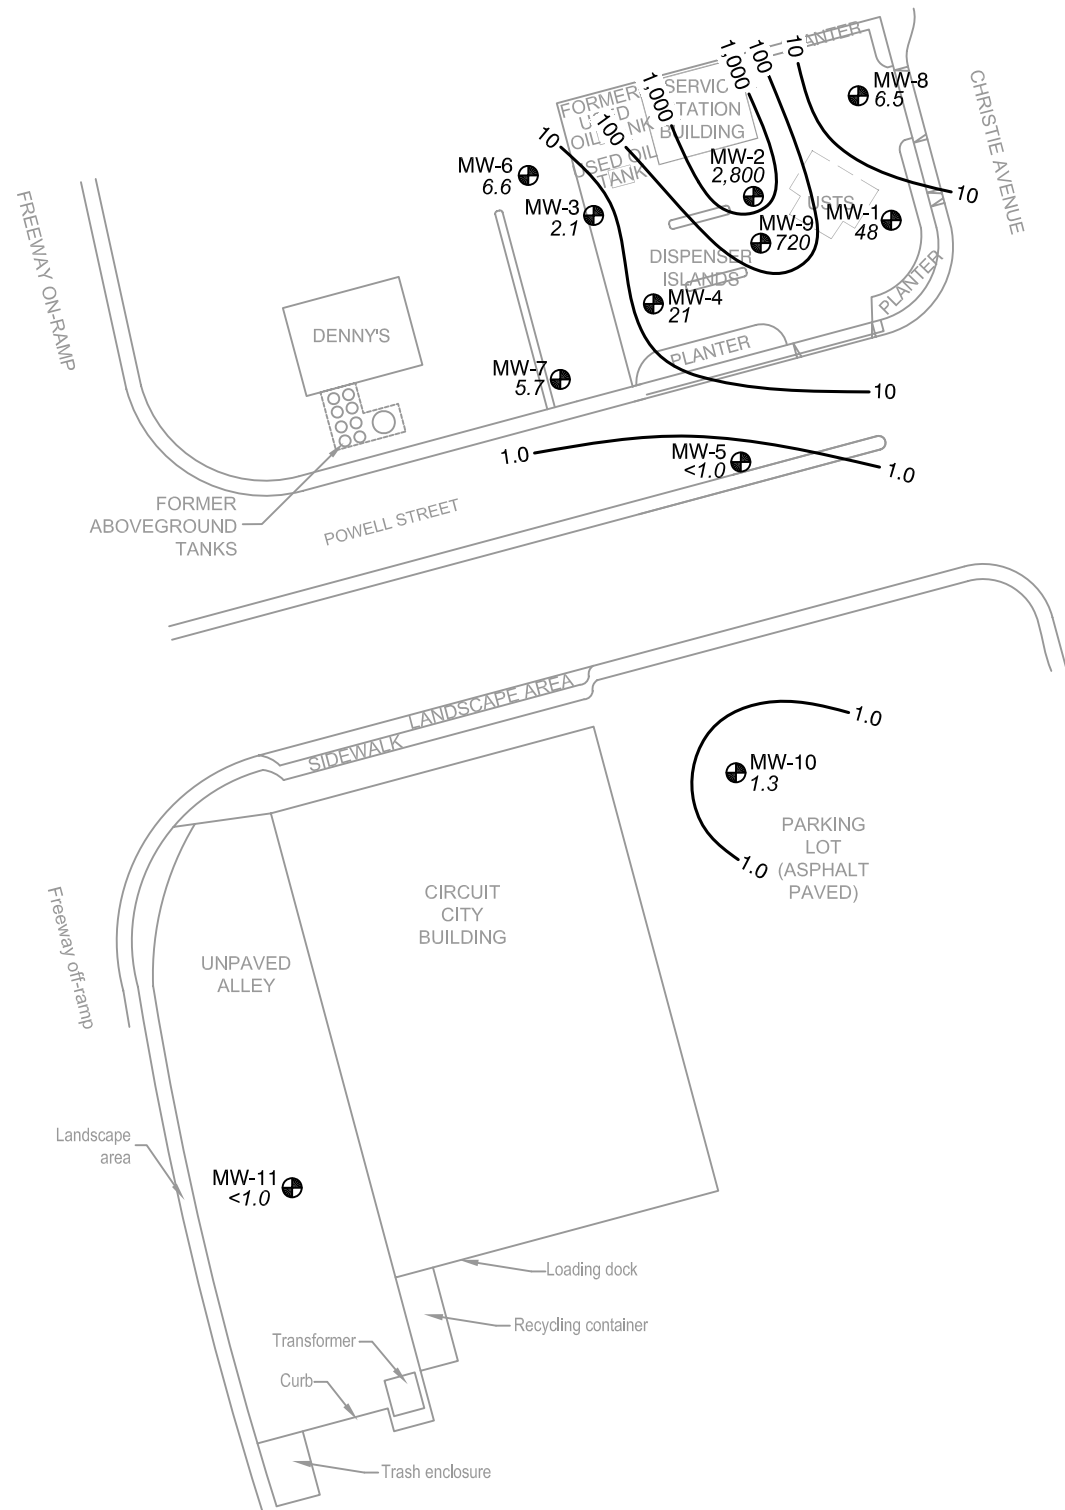 PLANTER
10
100
1,000
1,000
SERVIC
TATION
BUILDING
FORMER
USED
OIL
NK
100
10
USED OIL
TANK
MW-8
6.5
CHRISTIE AVENUE
MW-2
2,800
MW-6
6.6
MW-3
2.1
USTS
MW-1
48
10
MW-9
720
DISPENSER
ISLANDS
MW-4
21
PLANTER
FREEWAY ON-RAMP
DENNY'S
PLANTER
MW-7
5.7
10
1.0
MW-5
<1.0
1.0
FORMER
ABOVEGROUND
TANKS
POWELL STREET
LANDSCAPE AREA
SIDEWALK
1.0
MW-10
1.3
1.0
PARKING
LOT
(ASPHALT
PAVED)
CIRCUIT
CITY
BUILDING
Freeway off-ramp
UNPAVED
ALLEY
Landscape
area
MW-11
<1.0
Loading dock
Recycling container
Transformer
Curb
Trash enclosure